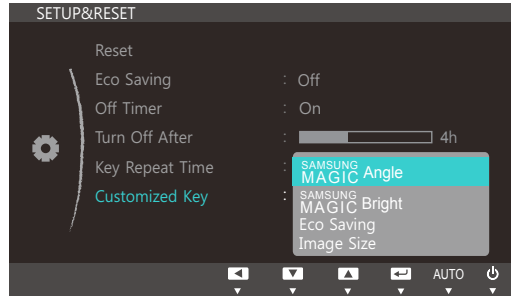 SETUP&RESET
Reset
Eco Saving : Off
Off Timer : On
Turn Off After : 4h
Key Repeat Time :
Customized Key :
SAMSUNG MAGIC Angle
SAMSUNG MAGIC Bright
Eco Saving
Image Size
AUTO